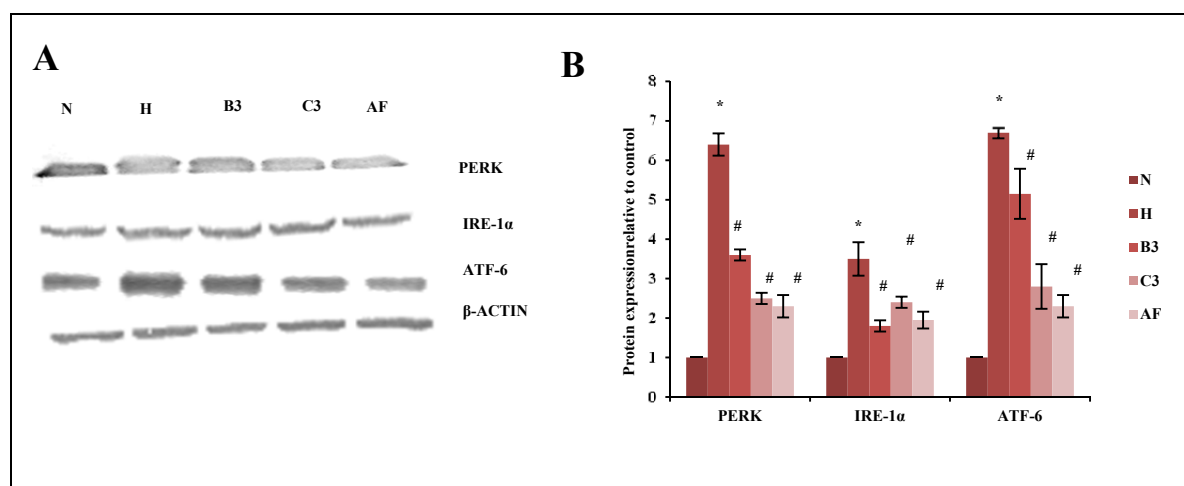 A
N H B3 C3 AF
PERK
IRE-1α
ATF-6
β-ACTIN
B
Protein expressionrelative to control
8
7
6
5
4
3
2
1
0
* # # #
* # # #
* # # #
PERK IRE-1α ATF-6
N
H
B3
C3
AF